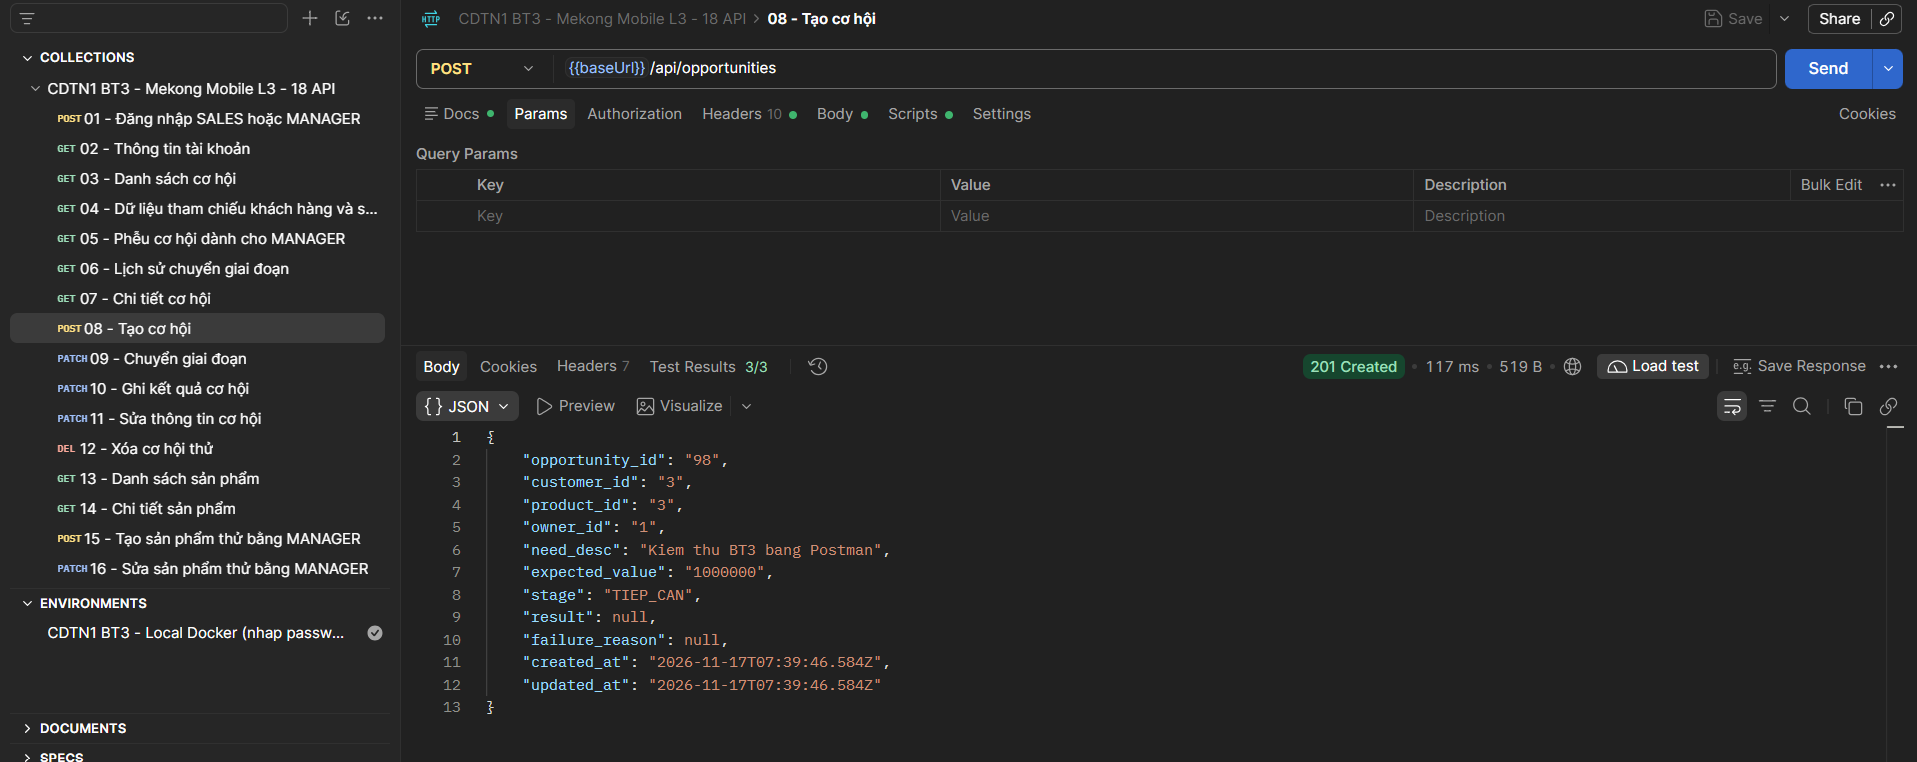 COLLECTIONS
CDTN1 BT3 - Mekong Mobile L3 - 18 API
POST 01 - Đăng nhập SALES hoặc MANAGER
GET 02 - Thông tin tài khoản
GET 03 - Danh sách cơ hội
GET 04 - Dữ liệu tham chiếu khách hàng và s...
GET 05 - Phễu cơ hội dành cho MANAGER
GET 06 - Lịch sử chuyển giai đoạn
GET 07 - Chi tiết cơ hội
POST 08 - Tạo cơ hội
PATCH 09 - Chuyển giai đoạn
PATCH 10 - Ghi kết quả cơ hội
PATCH 11 - Sửa thông tin cơ hội
DEL 12 - Xóa cơ hội thử
GET 13 - Danh sách sản phẩm
GET 14 - Chi tiết sản phẩm
POST 15 - Tạo sản phẩm thử bằng MANAGER
PATCH 16 - Sửa sản phẩm thử bằng MANAGER
ENVIRONMENTS
CDTN1 BT3 - Local Docker (nhap passw...
DOCUMENTS
SPECS
HTTP CDTN1 BT3 - Mekong Mobile L3 - 18 API > 08 - Tạo cơ hội Save Share
POST {{baseUrl}} /api/opportunities Send
Docs Params Authorization Headers 10 Body Scripts Settings Cookies
Query Params
Key Value Description Bulk Edit
Key Value Description
Body Cookies Headers 7 Test Results 3/3 201 Created 117 ms 519 B Load test e.g. Save Response
{ } JSON Preview Visualize
1 {
2 "opportunity_id": "98",
3 "customer_id": "3",
4 "product_id": "3",
5 "owner_id": "1",
6 "need_desc": "Kiem thu BT3 bang Postman",
7 "expected_value": "1000000",
8 "stage": "TIEP_CAN",
9 "result": null,
10 "failure_reason": null,
11 "created_at": "2026-11-17T07:39:46.584Z",
12 "updated_at": "2026-11-17T07:39:46.584Z"
13 }